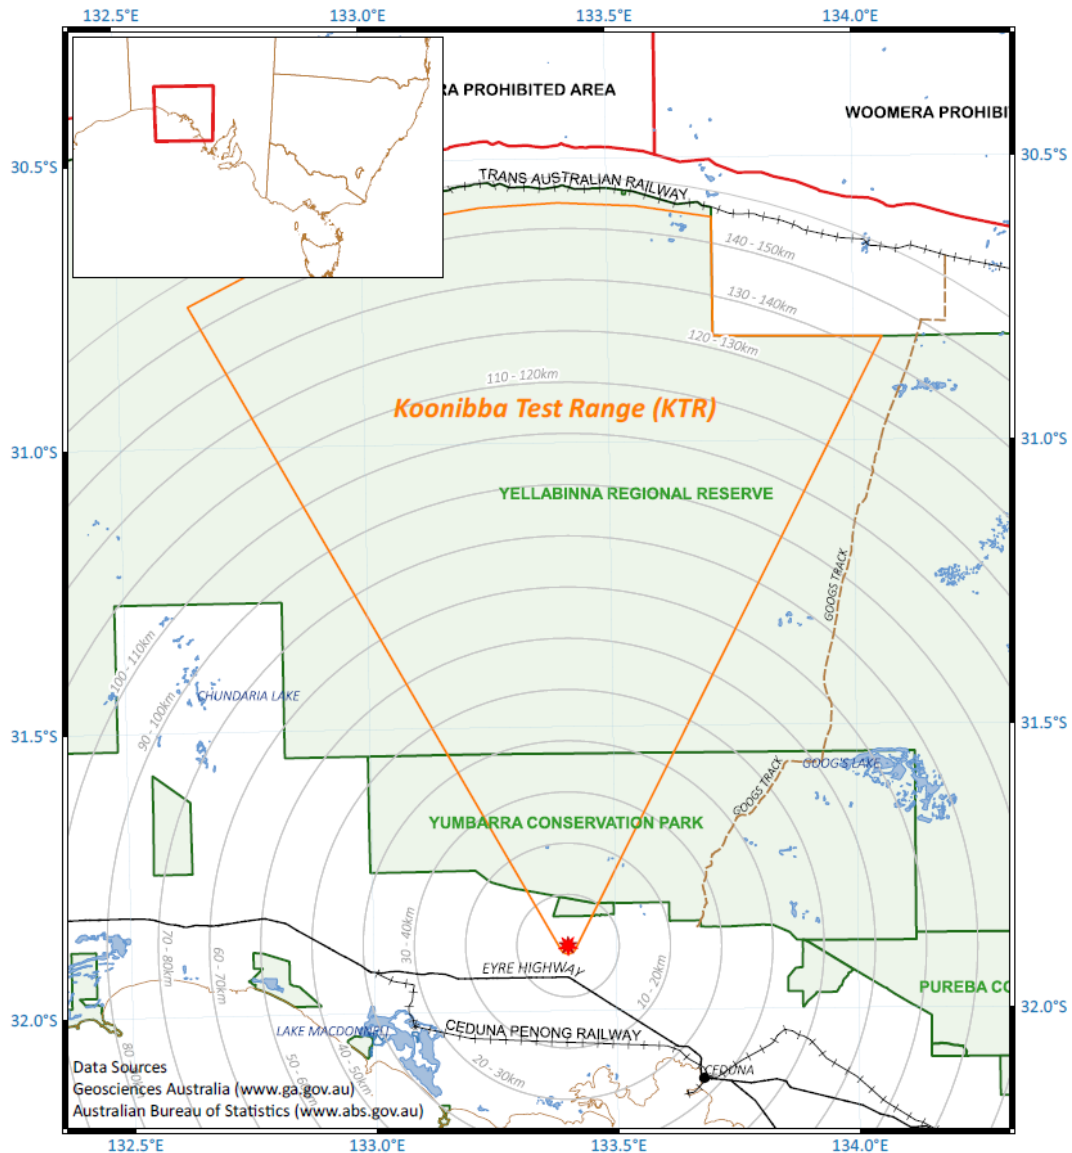 132.5°E 133.0°E 133.5°E 134.0°E
RA PROHIBITED AREA
WOOMERA PROHIBI
30.5°S 30.5°S
TRANS AUSTRALIAN RAILWAY
140 - 150km
130 - 140km
120 - 130km
110 - 120km
Koonibba Test Range (KTR)
31.0°S 31.0°S
YELLABINNA REGIONAL RESERVE
GOOGS TRACK
100 - 110km
CHUNDARIA LAKE
90 - 100km
31.5°S 31.5°S
GOOG'S LAKE
GOOGS TRACK
YUMBARRA CONSERVATION PARK
30 - 40km
70 - 80km
60 - 70km
EYRE HIGHWAY
10 - 20km
PUREBA CO
32.0°S 32.0°S
LAKE MACDONNELL
CEDUNA PENONG RAILWAY
20 - 30km
40 - 50km
50 - 60km
CEDUNA
Data Sources
Geosciences Australia (www.ga.gov.au)
Australian Bureau of Statistics (www.abs.gov.au)
132.5°E 133.0°E 133.5°E 134.0°E